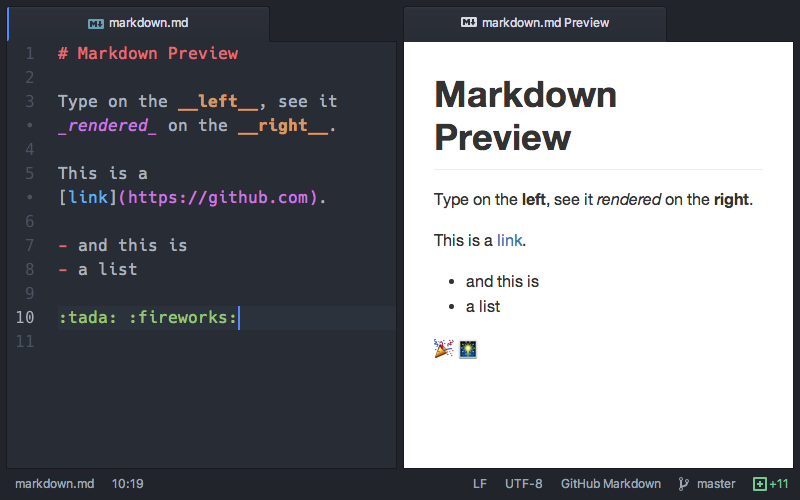 markdown.md
markdown.md Preview
1 # Markdown Preview
2
3 Type on the __left__, see it
• _rendered_ on the __right__.
4
5 This is a
• [link](https://github.com).
6
7 - and this is
8 - a list
9
10 :tada: :fireworks:
11
Markdown
Preview
Type on the left, see it rendered on the right.
This is a link.
• and this is
• a list
markdown.md 10:19 LF UTF-8 GitHub Markdown master +11